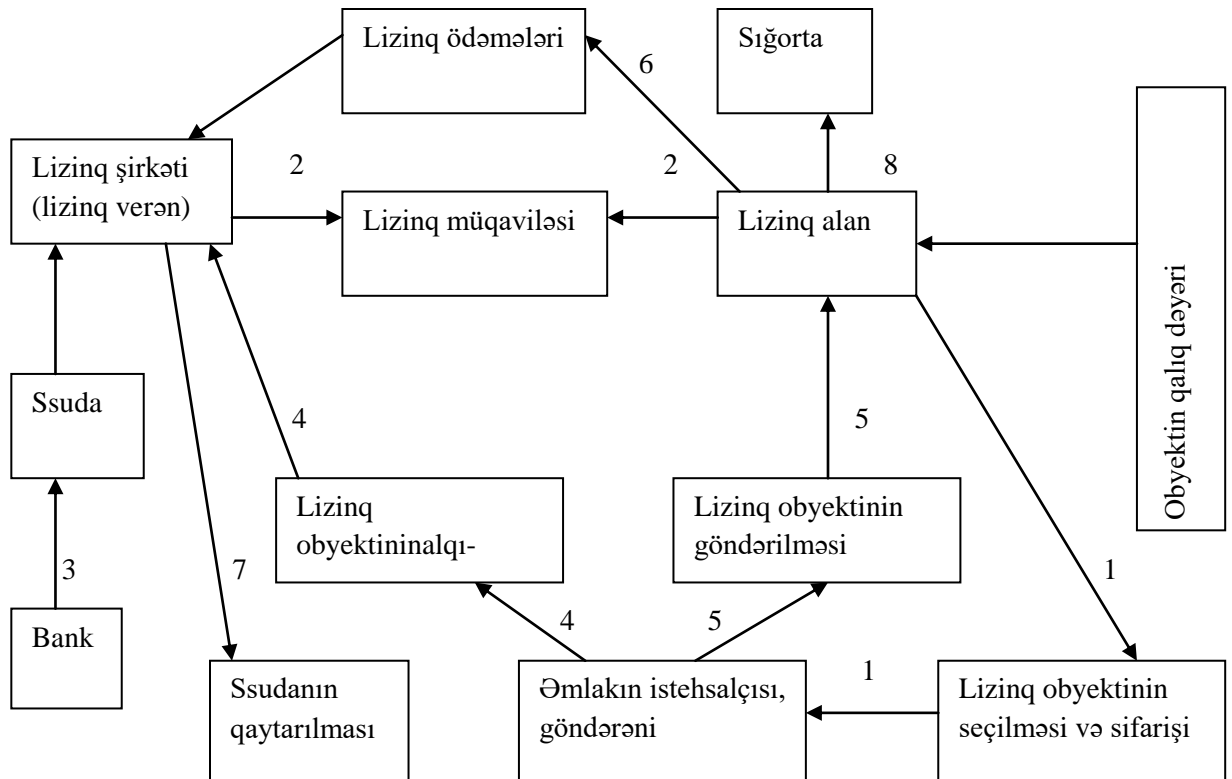 Lizinq ödəmələri
Sığorta
6
Lizinq şirkəti
(lizinq verən)
2
2
8
Lizinq müqaviləsi
Lizinq alan
Obyektin qalıq dəyəri
Ssuda
4
5
Lizinq
obyektininalqı-
Lizinq obyektinin
göndərilməsi
3
7
1
Bank
4
5
Ssudanın
qaytarılması
Əmlakın istehsalçısı,
göndərəni
1
Lizinq obyektinin
seçilməsi və sifarişi